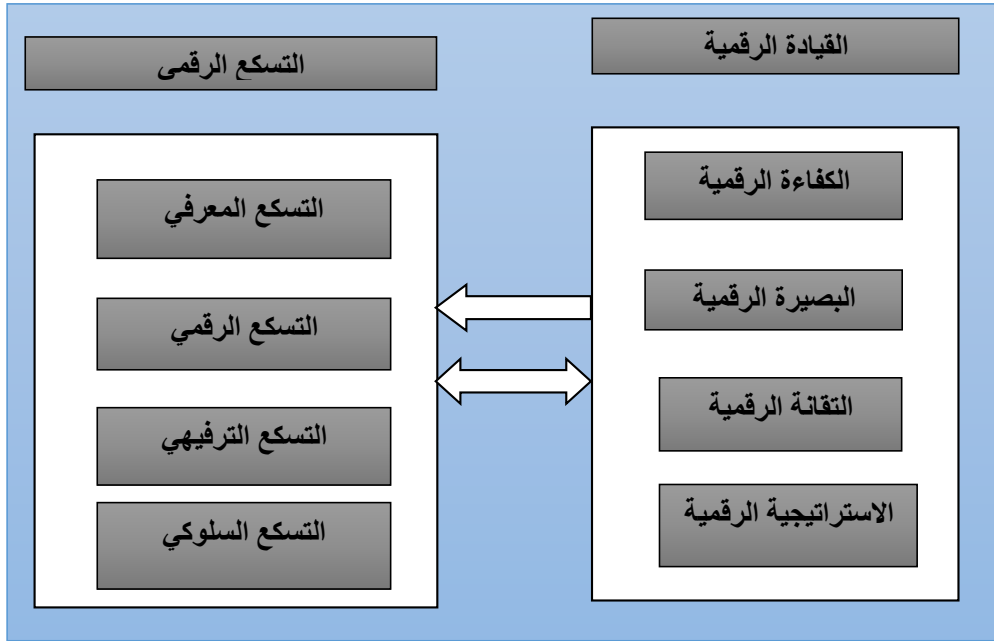 القيادة الرقمية
التسكع الرقمي
الكفاءة الرقمية
البصيرة الرقمية
التقانة الرقمية
الاستراتيجية الرقمية
التسكع المعرفي
التسكع الرقمي
التسكع الترفيهي
التسكع السلوكي